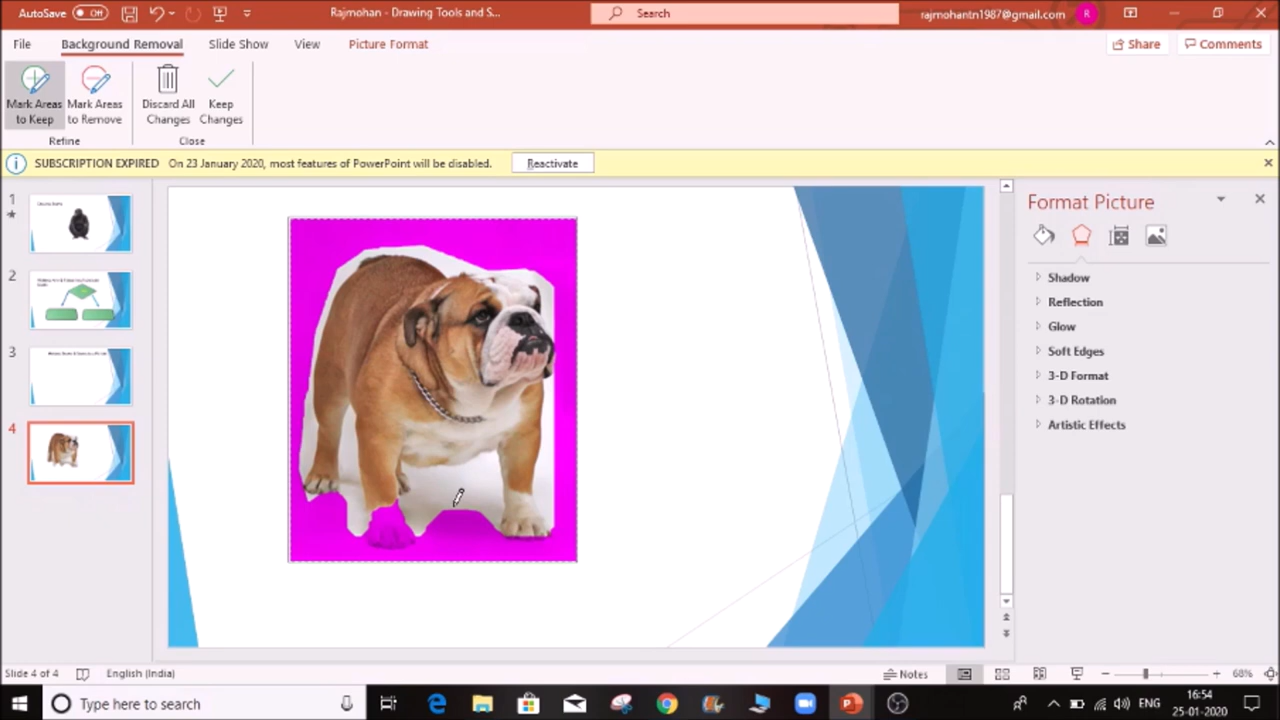 AutoSave Off Rajmohan - Drawing Tools and S... Search rajmohantn1987@gmail.com R
File Background Removal Slide Show View Picture Format Share Comments
Mark Areas to Keep
Mark Areas to Remove
Discard All Changes
Keep Changes
Refine Close
SUBSCRIPTION EXPIRED On 23 January 2020, most features of PowerPoint will be disabled. Reactivate
1
2
3
4
Format Picture
Shadow
Reflection
Glow
Soft Edges
3-D Format
3-D Rotation
Artistic Effects
Slide 4 of 4 English (India) Notes 68%
Type here to search ENG 16:54
25-01-2020